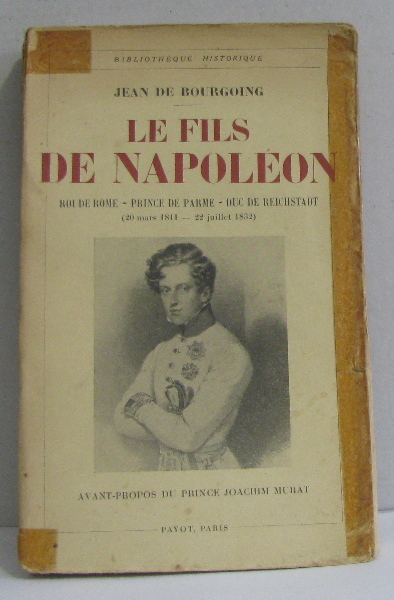 BIBLIOTHÈQUE HISTORIQUE
JEAN DE BOURGOING
LE FILS
DE NAPOLÉON
ROI DE ROME - PRINCE DE PARME - DUC DE REICHSTADT
(20 mars 1811 — 22 juillet 1832)
AVANT-PROPOS DU PRINCE JOACHIM MURAT
PAYOT, PARIS